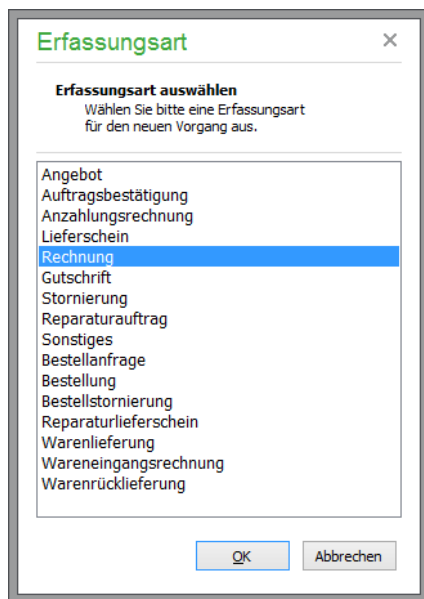 Erfassungsart
Erfassungsart auswählen
Wählen Sie bitte eine Erfassungsart
für den neuen Vorgang aus.
Angebot
Auftragsbestätigung
Anzahlungsrechnung
Lieferschein
Rechnung
Gutschrift
Stornierung
Reparaturauftrag
Sonstiges
Bestellanfrage
Bestellung
Bestellstornierung
Reparaturlieferschein
Warenlieferung
Wareneingangsrechnung
Warenrücklieferung
OK Abbrechen